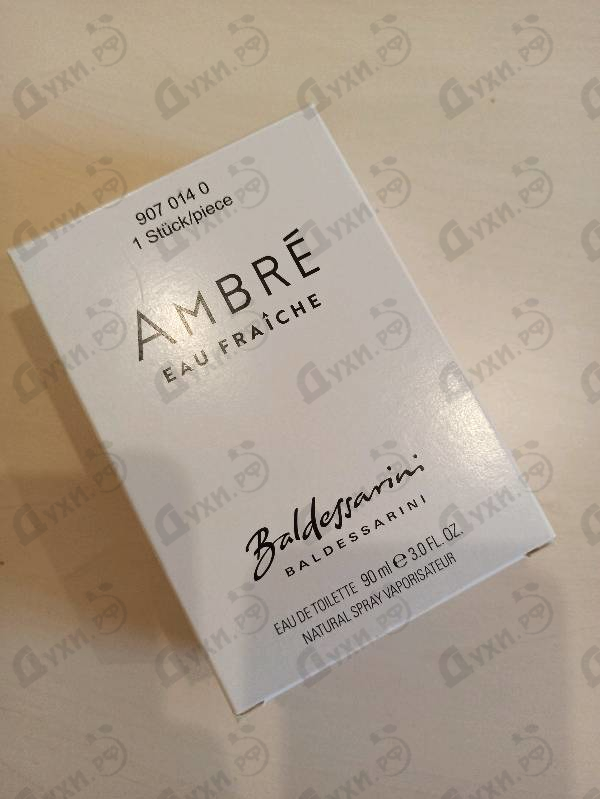 907 014 0
1 Stück/piece
AMBRÉ
EAU FRAÎCHE
Baldessarini
BALDESSARINI
EAU DE TOILETTE 90 ml ℮ 3.0 FL. OZ.
NATURAL SPRAY VAPORISATEUR
Духи.рф